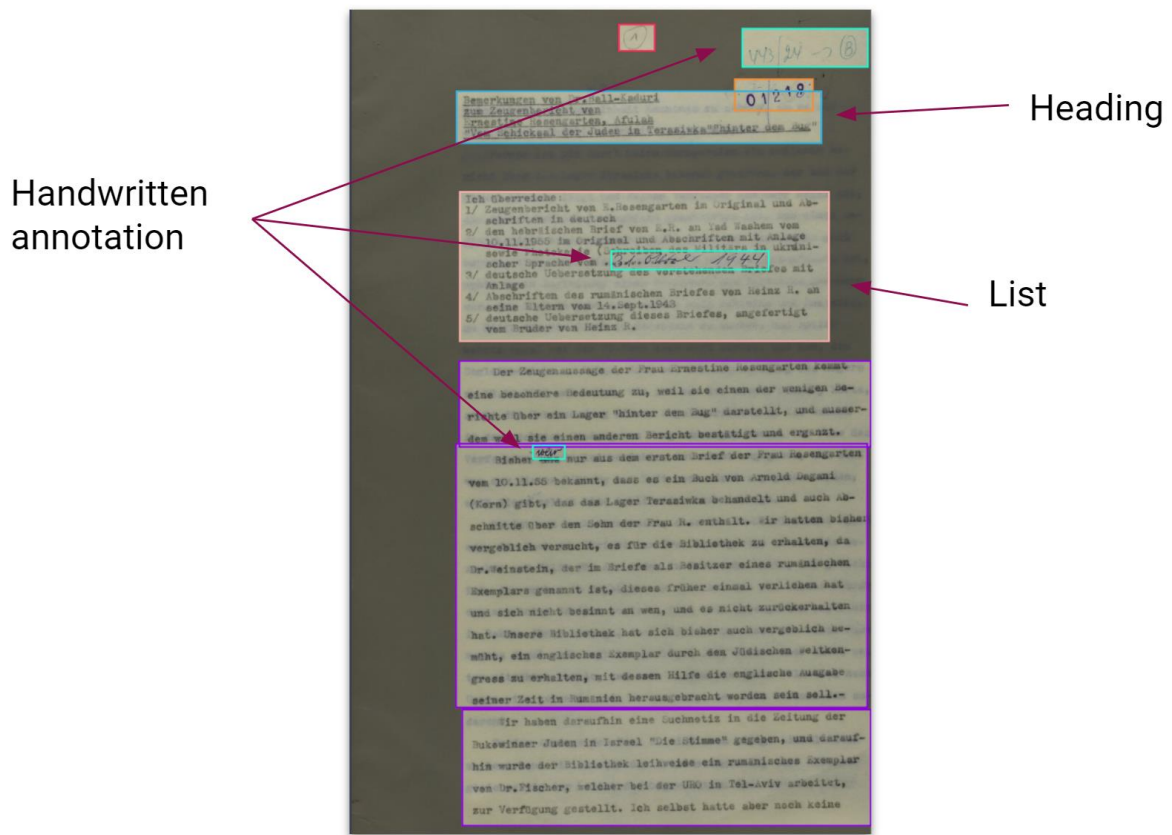 Handwritten
annotation
Heading
List
1
01218
Bemerkungen von Dr.Ball-Kaduri
zum Zeugenbericht von
Ernestine Rosengarten, Afulah
"Vom Schicksal der Juden in Terasiwka"hinter dem Bug"
Ich überreiche:
1/ Zeugenbericht von E.Rosengarten in Original und Ab-
schriften in deutsch
2/ den hebräischen Brief von E.R. an Yad Washem vom
10.11.1955 im Original und Abschriften mit Anlage
sowie (Schreiben des Militärs in ukraini-
scher Sprache vom 1944
3/ deutsche Uebersetzung des vorstehenden Briefes mit
Anlage
4/ Abschriften des rumänischen Briefes von Heinz R. an
seine Eltern vom 14.Sept.1943
5/ deutsche Uebersetzung dieses Briefes, angefertigt
vom Bruder von Heinz R.
Der Zeugenaussage der Frau Ernestine Rosengarten kommt
eine besondere Bedeutung zu, weil sie einen der wenigen Be-
richte über ein Lager "hinter dem Bug" darstellt, und ausser-
dem weil sie einen anderen Bericht bestätigt und ergänzt.
Bisher war nur aus dem ersten Brief der Frau Rosengarten
vom 10.11.55 bekannt, dass es ein Buch von Arnold Dagani
(Korn) gibt, das das Lager Terasiwka behandelt und auch Ab-
schnitte über den Sohn der Frau R. enthält. Wir hatten bisher
vergeblich versucht, es für die Bibliothek zu erhalten, da
Dr.Weinstein, der im Briefe als Besitzer eines rumänischen
Exemplars genannt ist, dieses früher einmal verliehen hat
und sich nicht besinnt an wen, und es nicht zurückerhalten
hat. Unsere Bibliothek hat sich bisher auch vergeblich be-
müht, ein englisches Exemplar durch den Jüdischen Weltkon-
gress zu erhalten, mit dessen Hilfe die englische Ausgabe
seiner Zeit in Rumänien herausgebracht worden sein soll.-
Wir haben daraufhin eine Suchnotiz in die Zeitung der
Bukowinaer Juden in Israel "Die Stimme" gegeben, und darauf-
hin wurde der Bibliothek leihweise ein rumänisches Exemplar
von Dr.Fischer, welcher bei der URO in Tel-Aviv arbeitet,
zur Verfügung gestellt. Ich selbst hatte aber noch keine